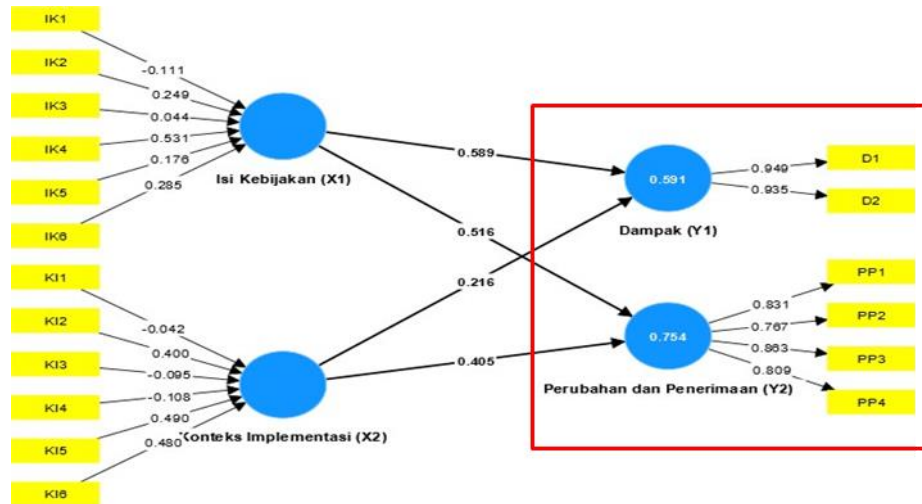 IK1
IK2
IK3
IK4
IK5
IK6
-0.111
0.249
0.044
0.531
0.176
0.285
Isi Kebijakan (X1)
KI1
KI2
KI3
KI4
KI5
KI6
-0.042
0.400
-0.095
-0.108
0.490
0.480
Konteks Implementasi (X2)
0.589
0.516
0.216
0.405
0.591
Dampak (Y1)
0.949
0.935
D1
D2
0.754
Perubahan dan Penerimaan (Y2)
0.831
0.767
0.863
0.809
PP1
PP2
PP3
PP4